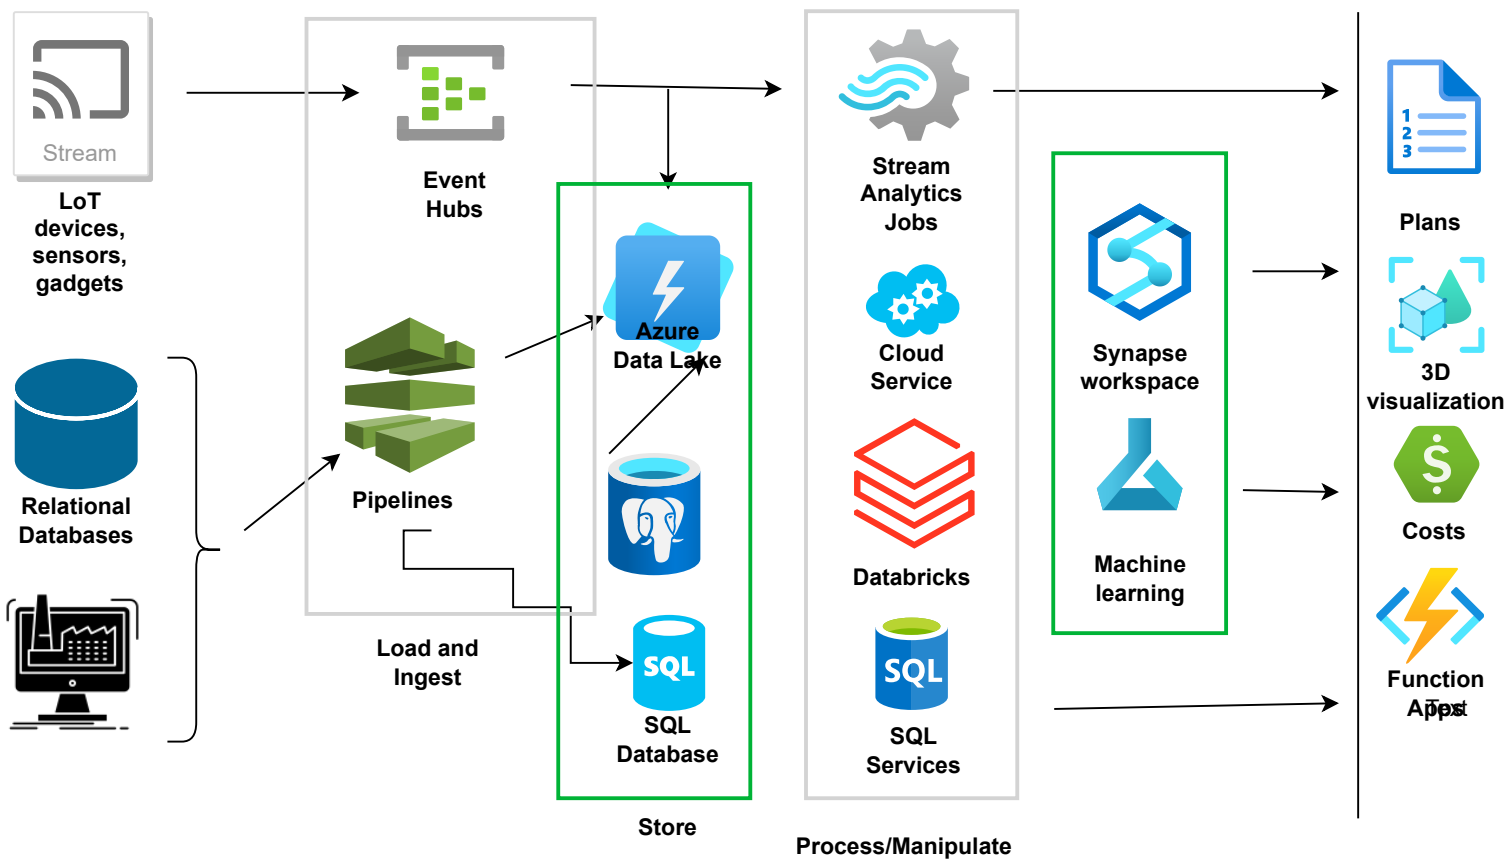 Stream
LoT
devices,
sensors,
gadgets
Relational
Databases
Event
Hubs
Pipelines
Load and
Ingest
Azure
Data Lake
SQL
SQL
Database
Store
Stream
Analytics
Jobs
Cloud
Service
Databricks
SQL
SQL
Services
Process/Manipulate
Synapse
workspace
Machine
learning
1
2
3
Plans
3D
visualization
$
Costs
Function
Apps
Text